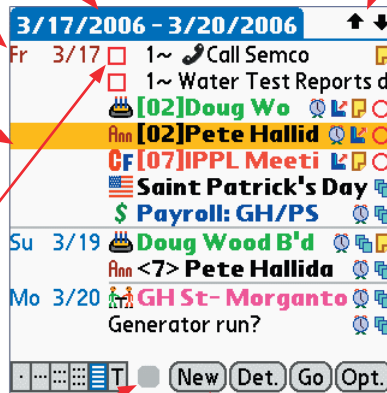 3/17/2006 – 3/20/2006
Fr 3/17 1~ Call Semco
1~ Water Test Reports d
[02]Doug Wo
Ann [02]Pete Hallid
CF [07]IPPL Meeti
Saint Patrick's Day
$ Payroll: GH/PS
Su 3/19 Doug Wood B'd
Ann <7> Pete Hallida
Mo 3/20 GH St- Morganto
Generator run?
T New Det. Go Opt.